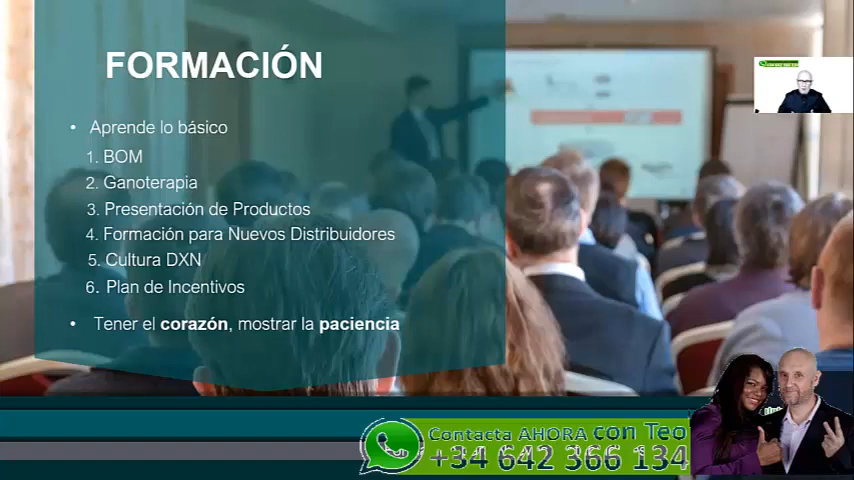 FORMACIÓN
• Aprende lo básico
1. BOM
2. Ganoterapia
3. Presentación de Productos
4. Formación para Nuevos Distribuidores
5. Cultura DXN
6. Plan de Incentivos
• Tener el corazón, mostrar la paciencia
Contacta AHORA con Teo
+34 642 366 134